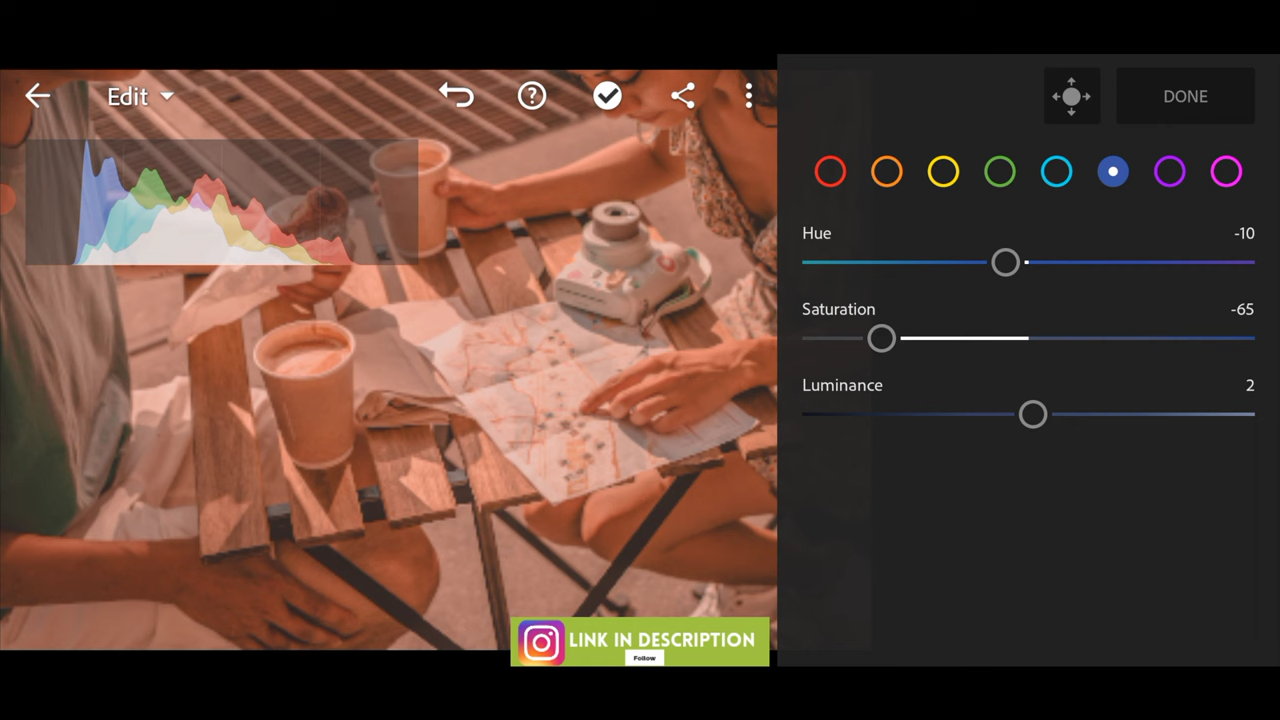 Edit
DONE
Hue
-10
Saturation
-65
Luminance
2
LINK IN DESCRIPTION
Follow